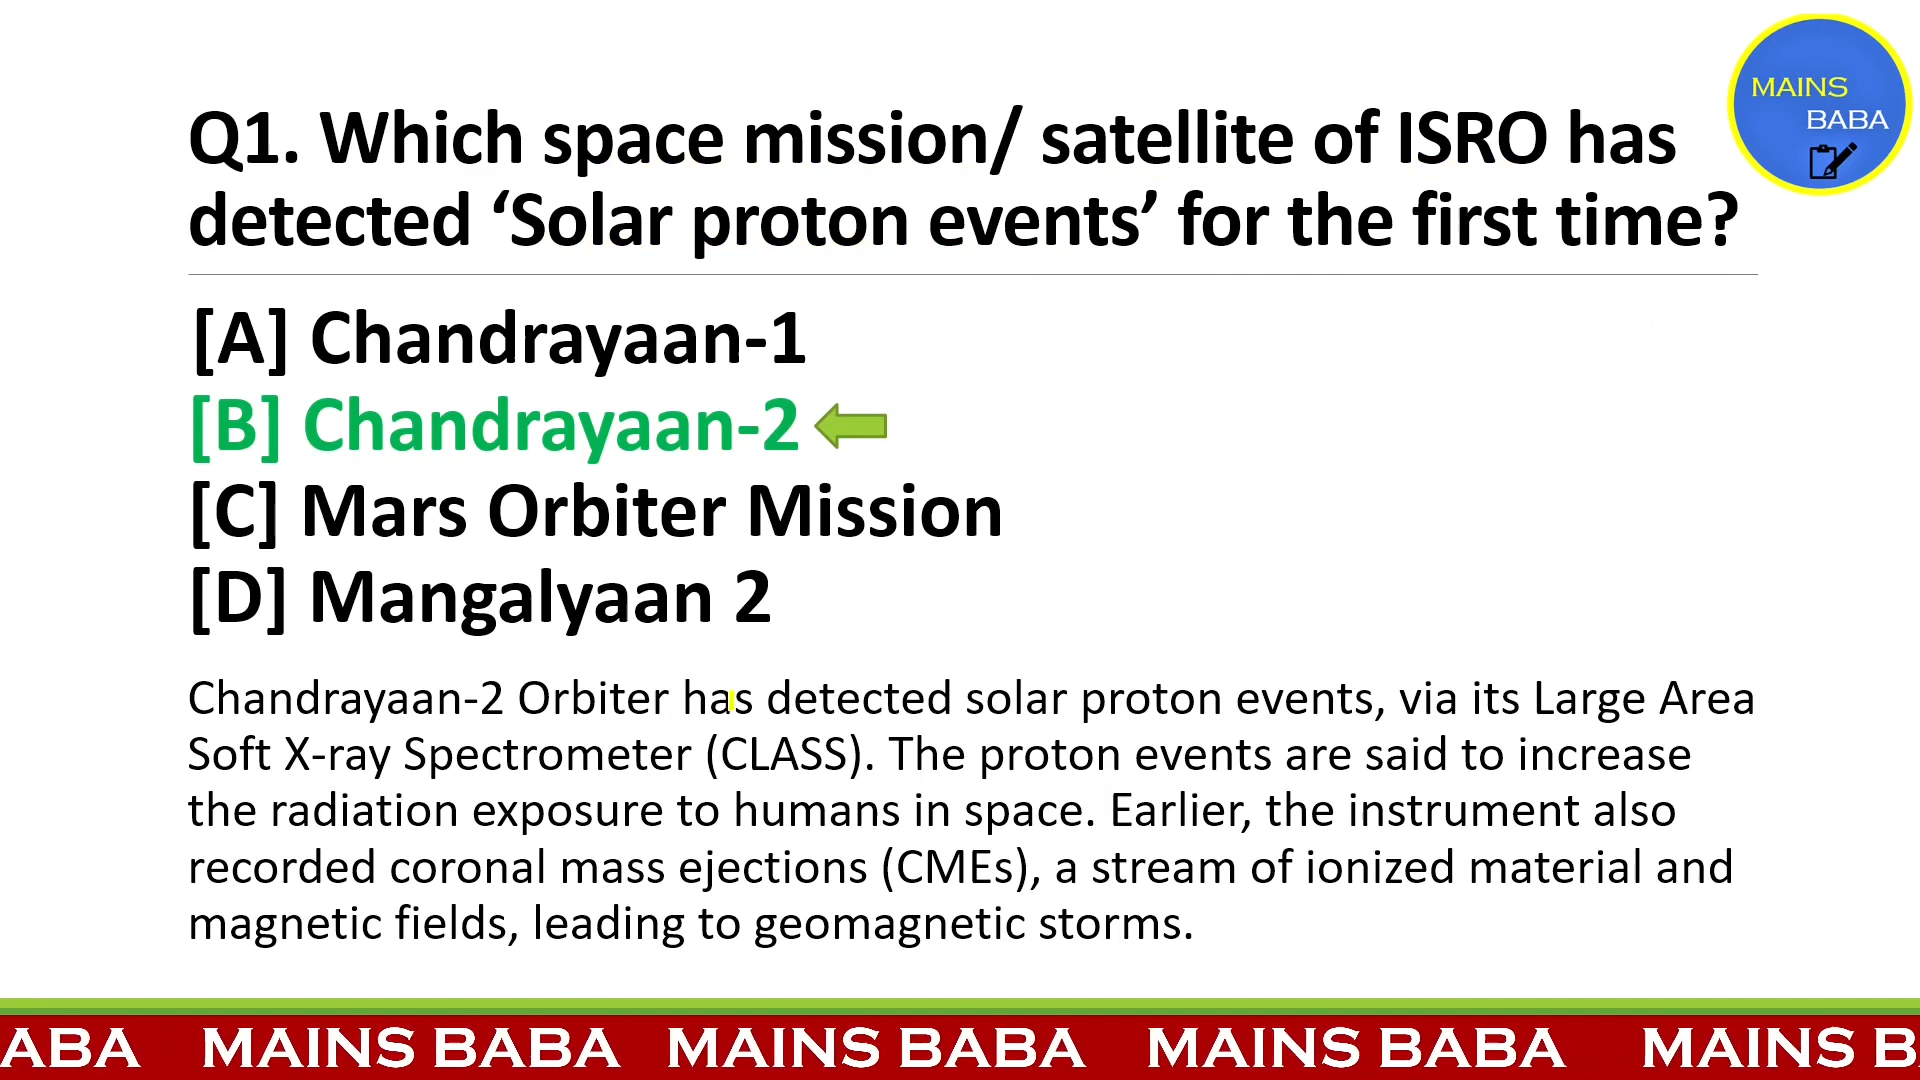 MAINS
BABA
Q1. Which space mission/ satellite of ISRO has
detected ‘Solar proton events’ for the first time?
[A] Chandrayaan-1
[B] Chandrayaan-2
[C] Mars Orbiter Mission
[D] Mangalyaan 2
Chandrayaan-2 Orbiter has detected solar proton events, via its Large Area
Soft X-ray Spectrometer (CLASS). The proton events are said to increase
the radiation exposure to humans in space. Earlier, the instrument also
recorded coronal mass ejections (CMEs), a stream of ionized material and
magnetic fields, leading to geomagnetic storms.
ABA MAINS BABA MAINS BABA MAINS BABA MAINS B